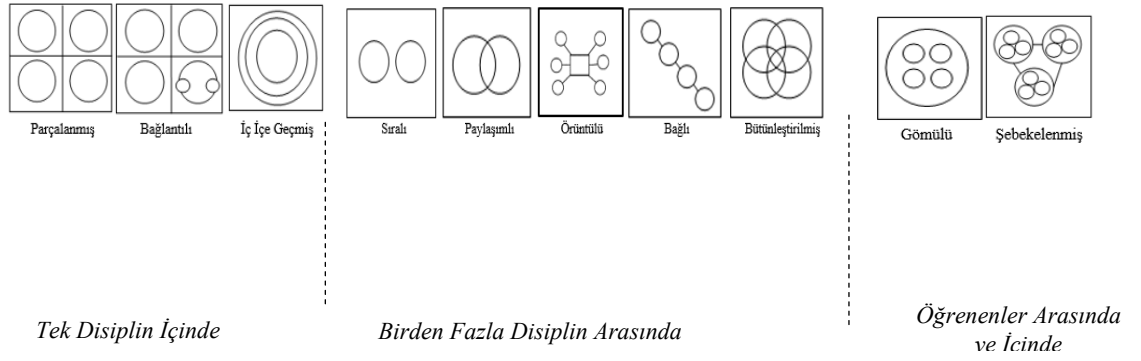 Parçalanmış
Bağlantılı
İç İçe Geçmiş
Sıralı
Paylaşımlı
Örüntülü
Bağlı
Bütünleştirilmiş
Gömülü
Şebekelenmiş
Tek Disiplin İçinde
Birden Fazla Disiplin Arasında
Öğrenenler Arasında
ve İçinde